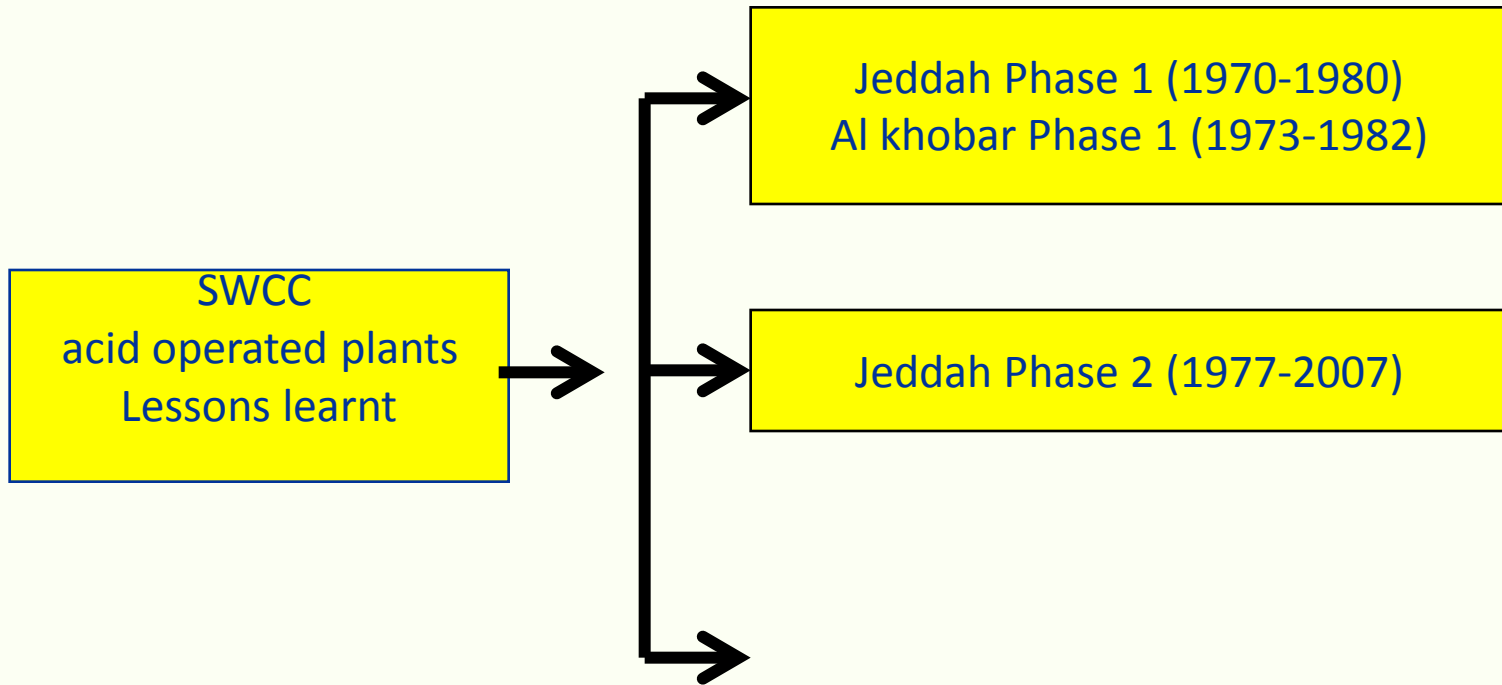 Jeddah Phase 1 (1970-1980)
Al khobar Phase 1 (1973-1982)
SWCC
acid operated plants
Lessons learnt
Jeddah Phase 2 (1977-2007)